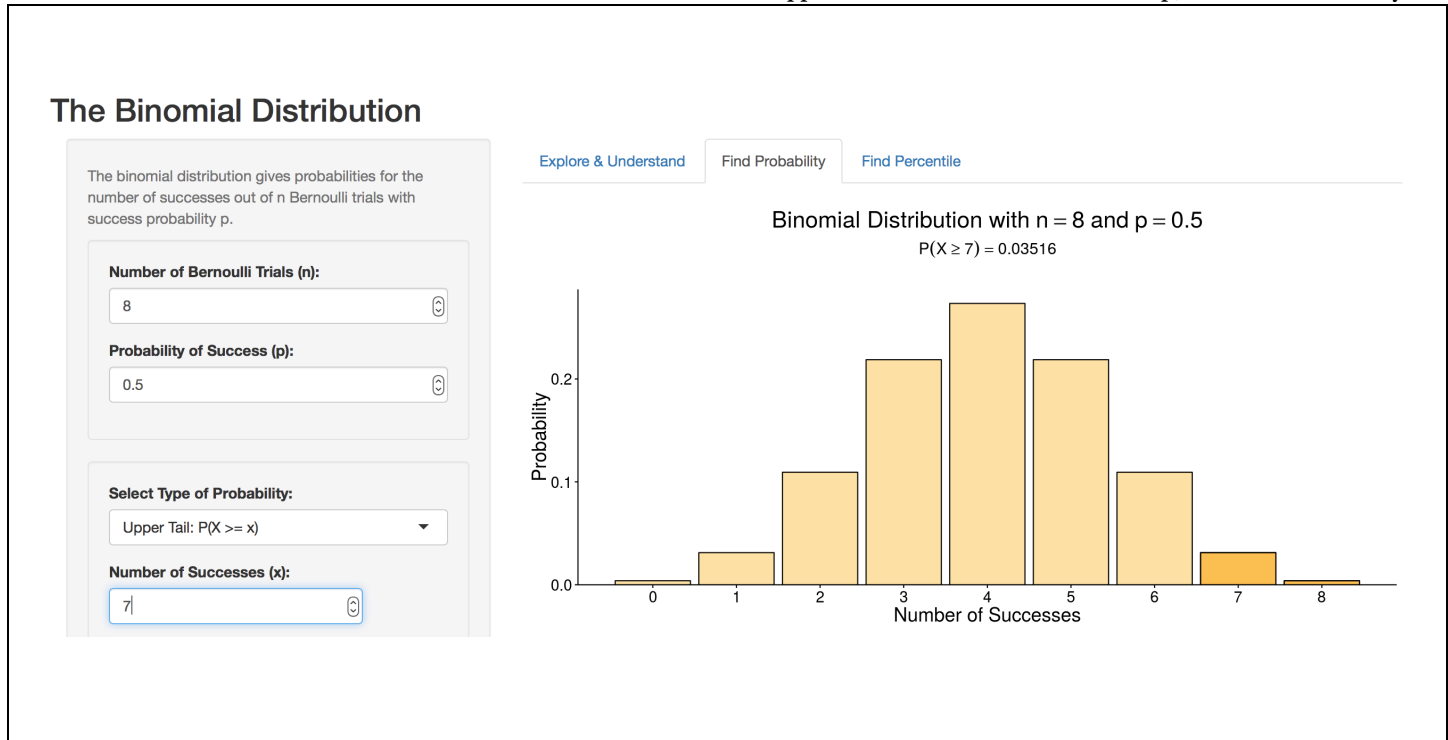 The Binomial Distribution
The binomial distribution gives probabilities for the
number of successes out of n Bernoulli trials with
success probability p.
Number of Bernoulli Trials (n):
8
Probability of Success (p):
0.5
Select Type of Probability:
Upper Tail: P(X >= x)
Number of Successes (x):
7
Explore & Understand
Find Probability
Find Percentile
Binomial Distribution with n = 8 and p = 0.5
P(X ≥ 7) = 0.03516
Probability
0.2
0.1
0.0
0 1 2 3 4 5 6 7 8
Number of Successes